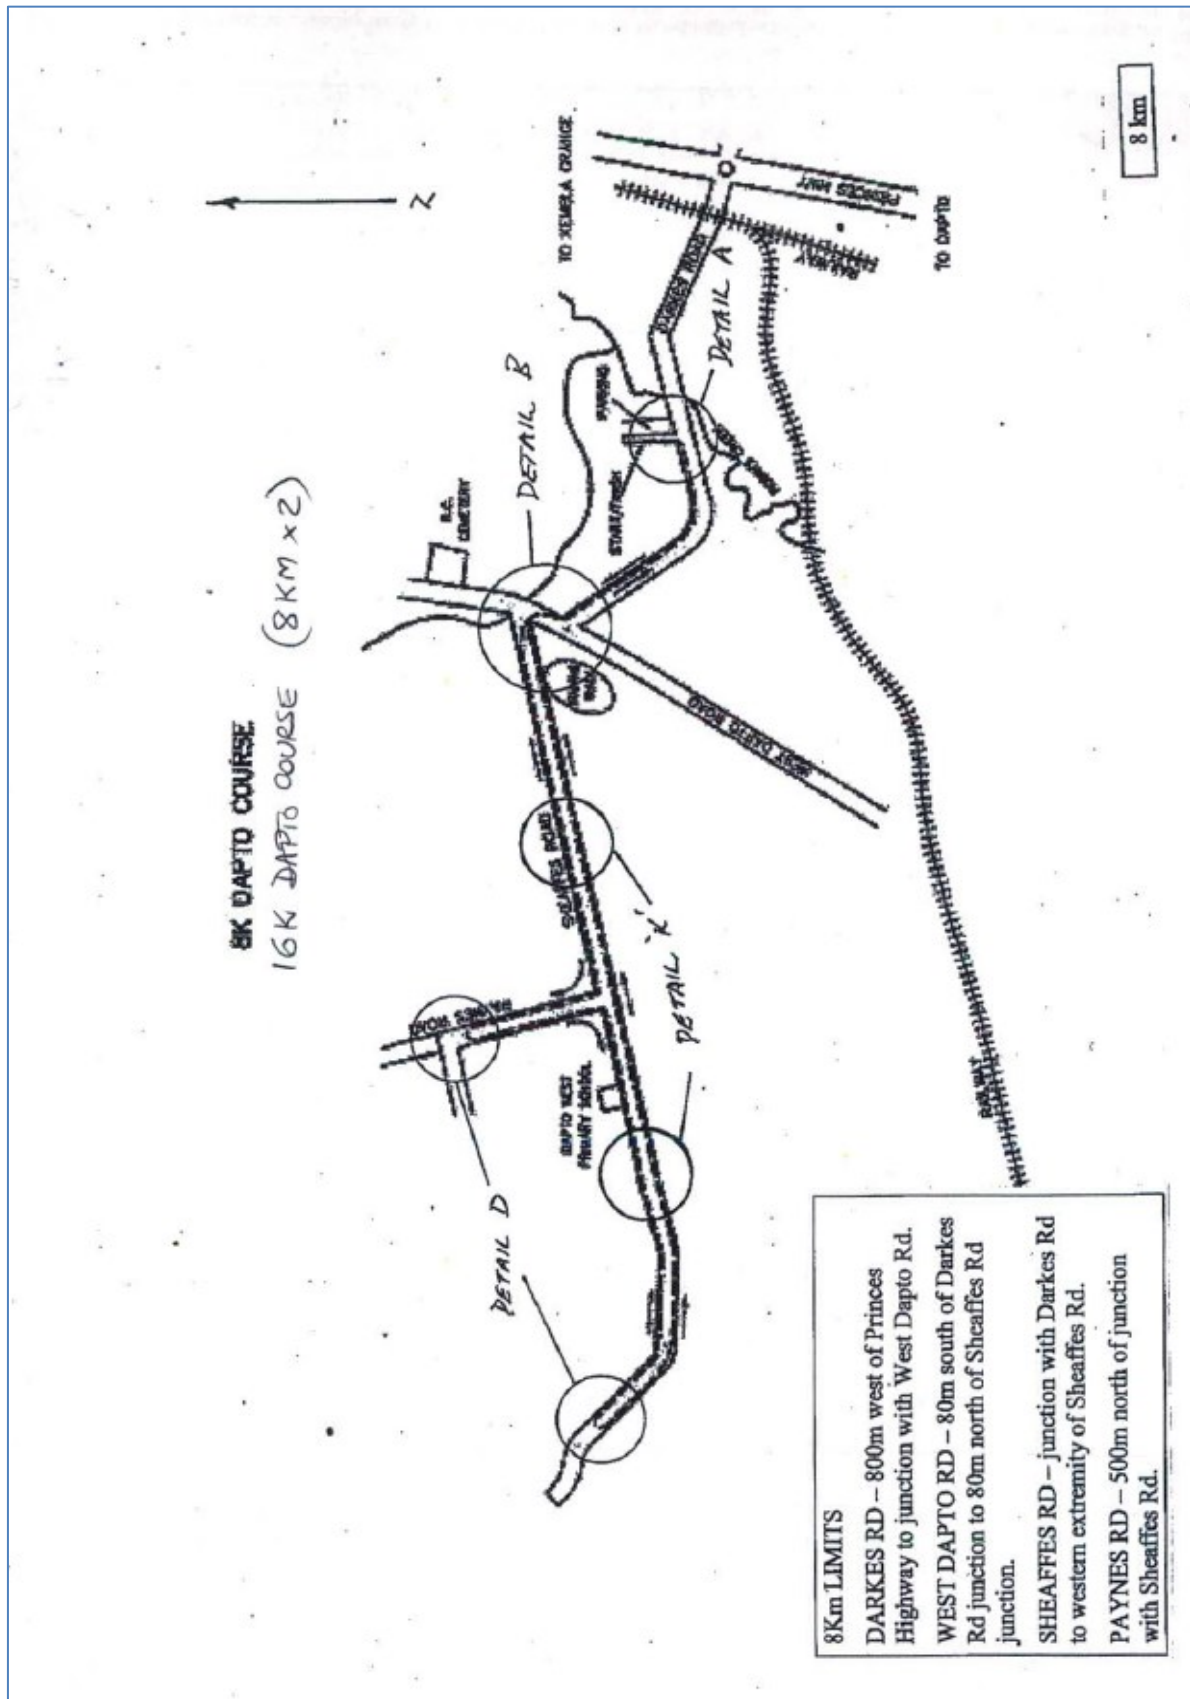 8K DAPTO COURSE
16K DAPTO COURSE (8KM x 2)
N
8 km
TO KEMBLA GRANGE
PRINCES HWY
TO DAPTO
RAILWAY
DARKES ROAD
DETAIL A
PARKING
START/FINISH
DETAIL B
R.C.
CEMETERY
WEST DAPTO ROAD
SHEAFFES ROAD
DETAIL 'K'
PAYNES ROAD
DAPTO WEST
PRIMARY SCHOOL
DETAIL D
RAILWAY
8Km LIMITS
DARKES RD – 800m west of Princes
Highway to junction with West Dapto Rd.
WEST DAPTO RD – 80m south of Darkes
Rd junction to 80m north of Sheaffes Rd
junction.
SHEAFFES RD – junction with Darkes Rd
to western extremity of Sheaffes Rd.
PAYNES RD – 500m north of junction
with Sheaffes Rd.